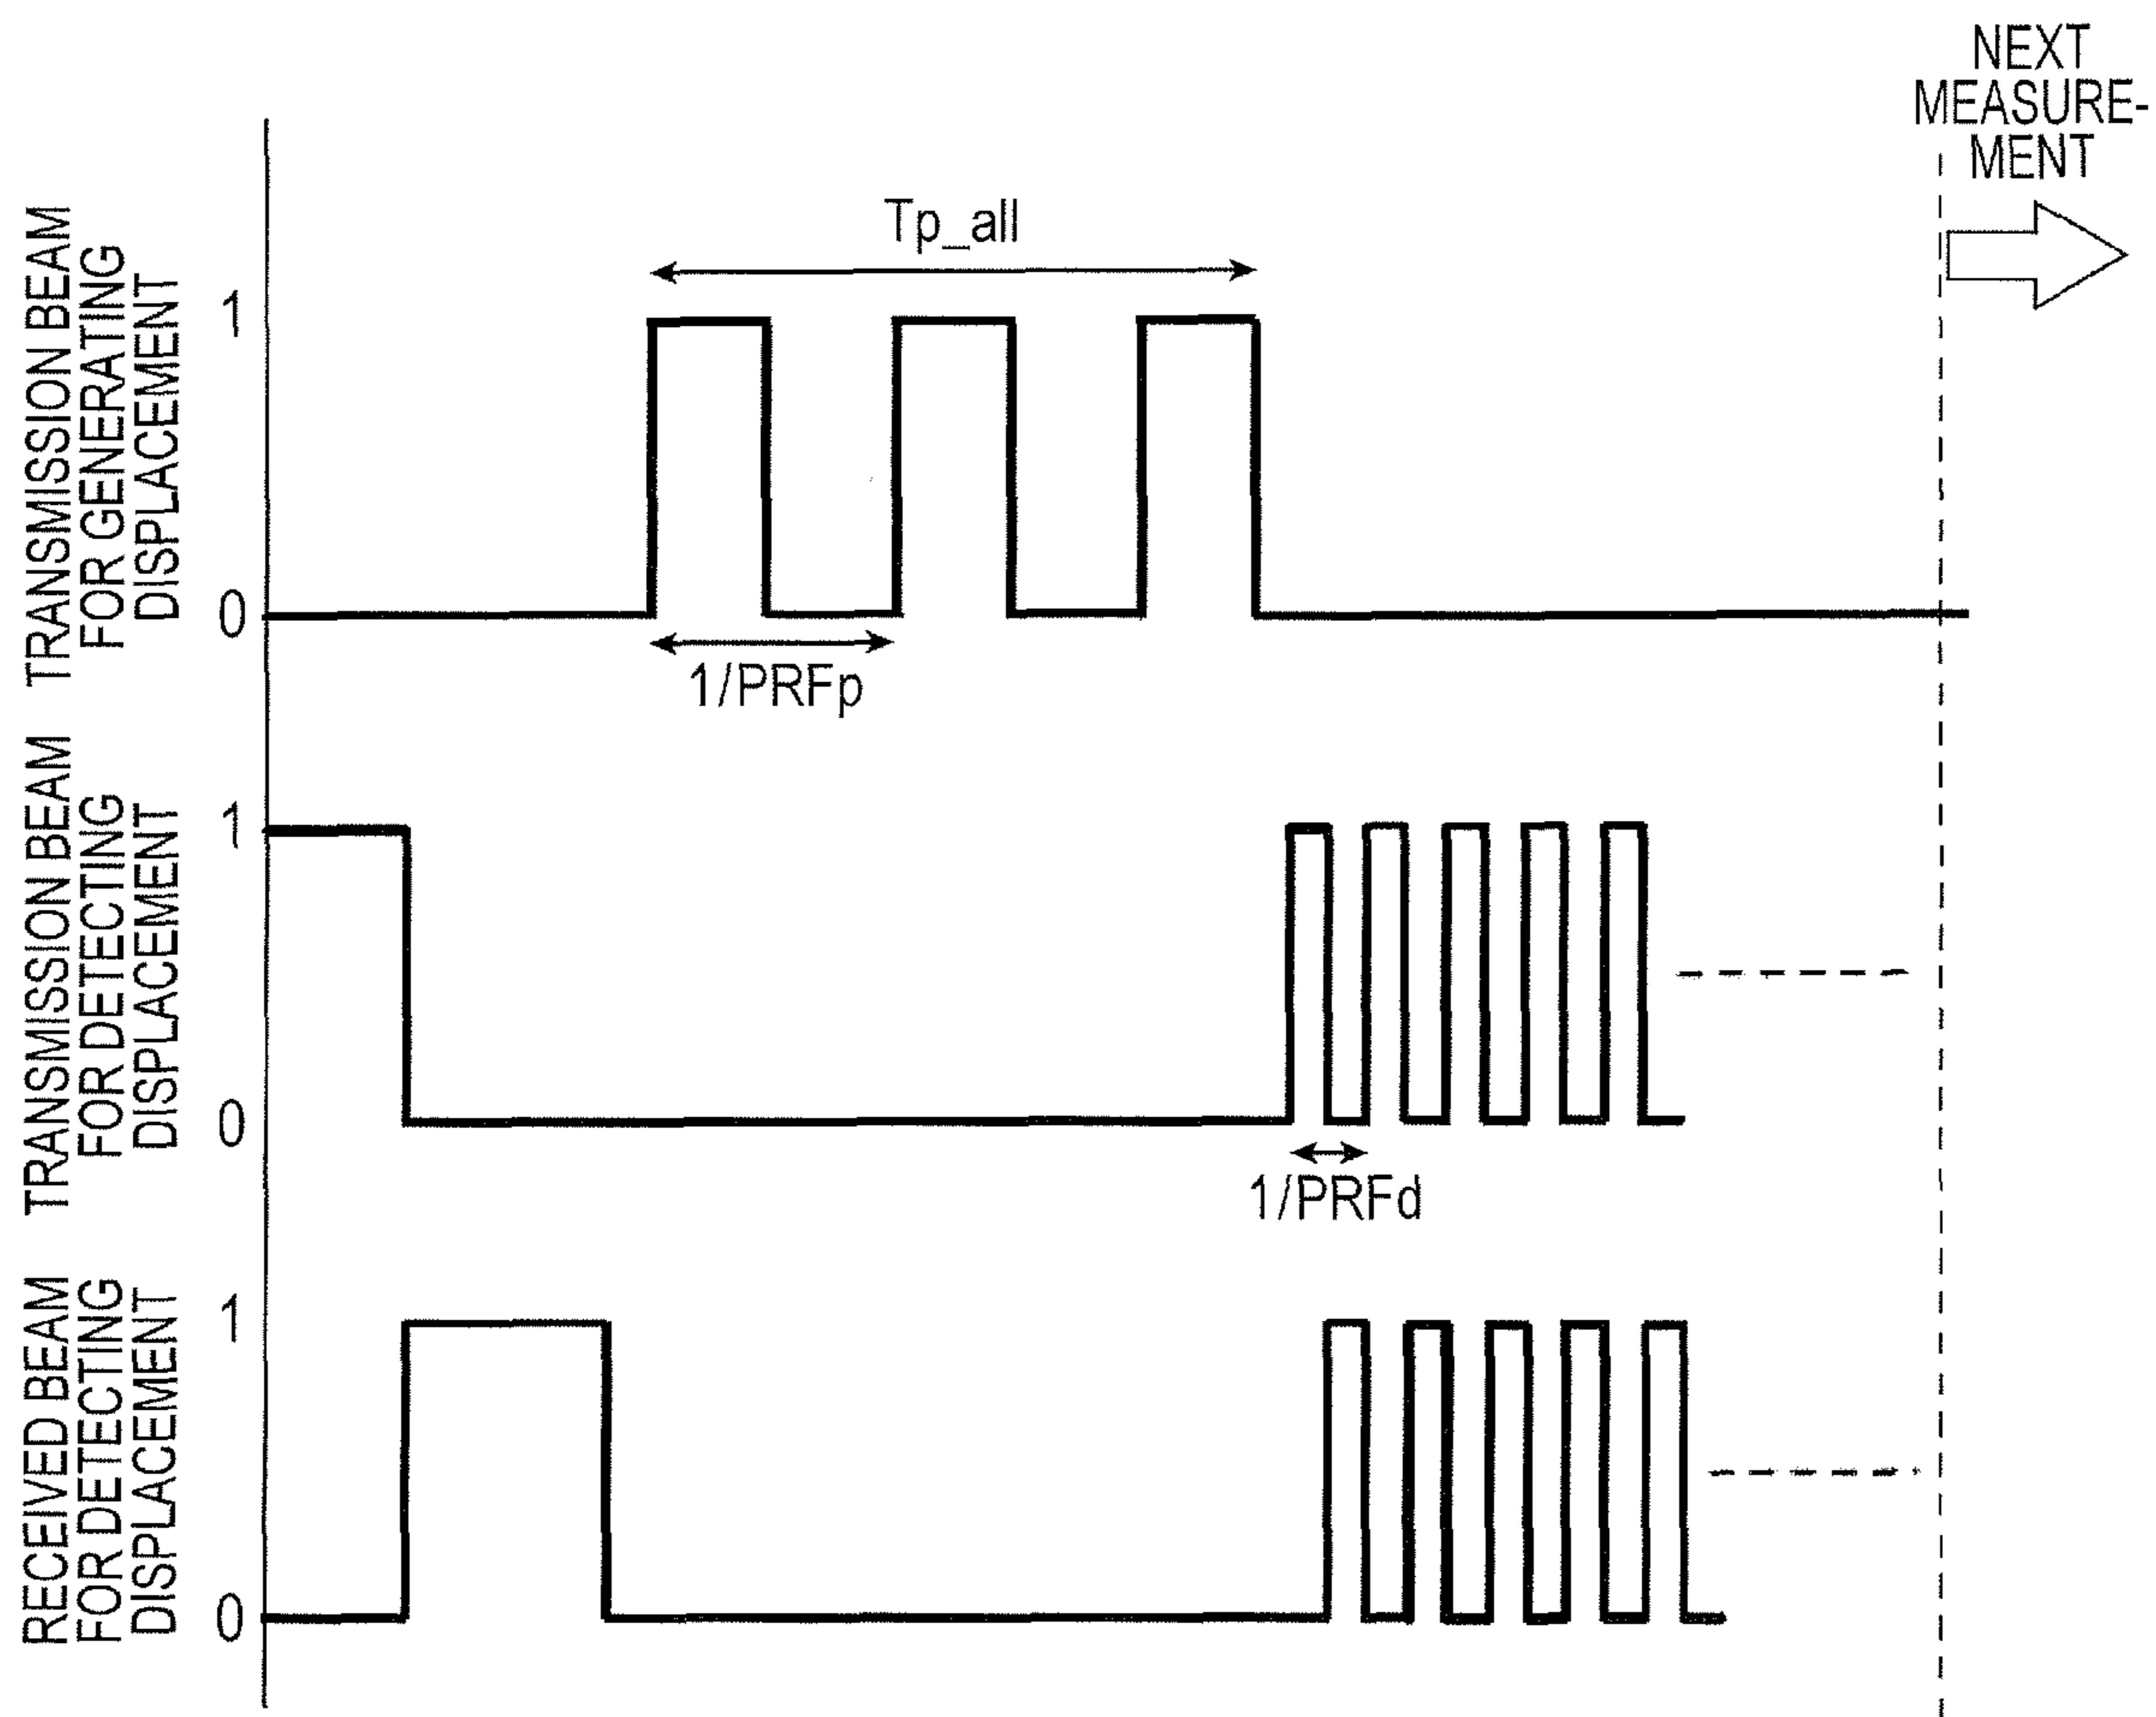 NEXT
MEASURE-
MENT
TRANSMISSION BEAM
FOR GENERATING
DISPLACEMENT
1
Tp_all
0
1/PRFp
TRANSMISSION BEAM
FOR DETECTING
DISPLACEMENT
1
0
1/PRFd
RECEIVED BEAM
FOR DETECTING
DISPLACEMENT
1
0